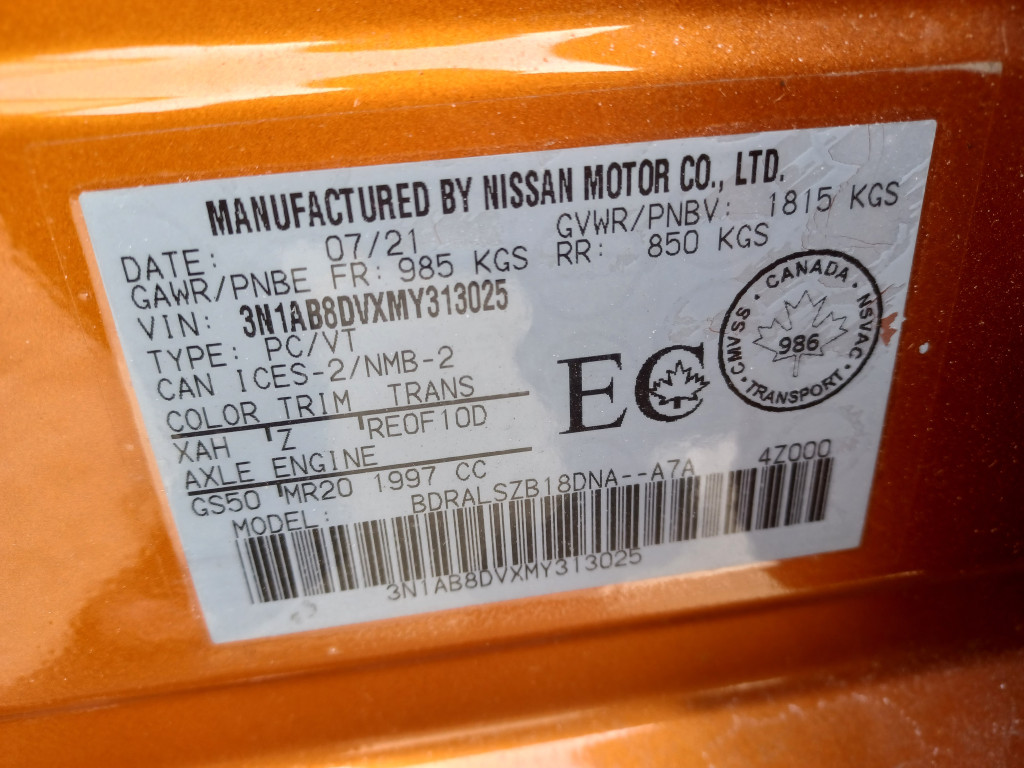 MANUFACTURED BY NISSAN MOTOR CO., LTD.
DATE: 07/21 GVWR/PNBV: 1815 KGS
GAWR/PNBE FR: 985 KGS RR: 850 KGS
VIN: 3N1AB8DVXMY313025
TYPE: PC/VT
CAN ICES-2/NMB-2
COLOR TRIM TRANS
XAH Z RE0F10D
AXLE ENGINE
GS50 MR20 1997 CC
MODEL: BDRALSZB18DNA--A7A 4Z000
3N1AB8DVXMY313025
EC
CMVSS · CANADA · NSVAC · TRANSPORT ·
986